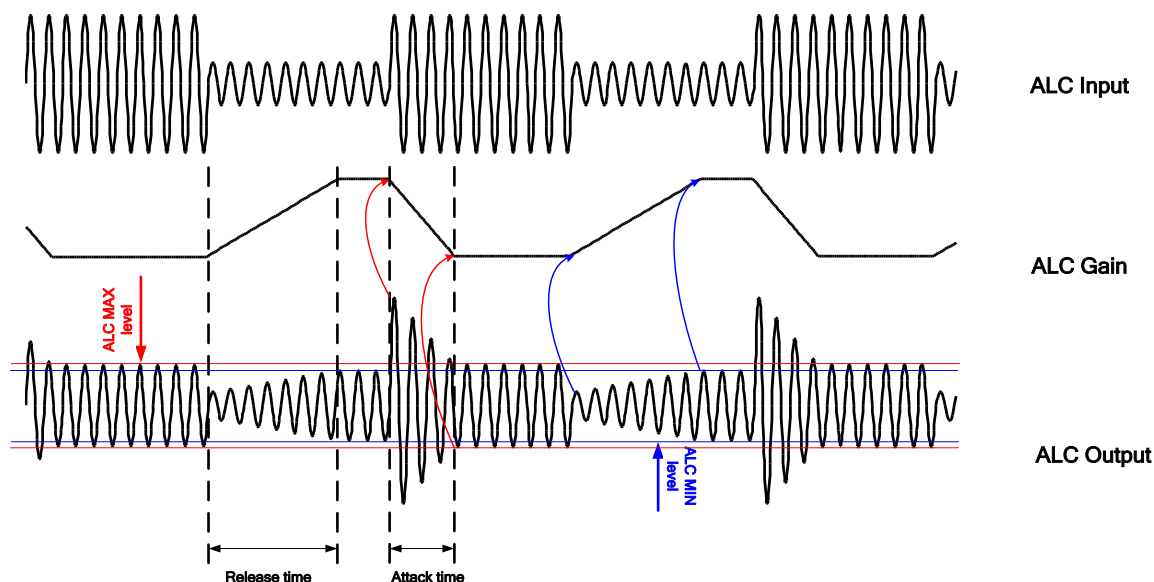 ALC Input
ALC Gain
ALC MAX
level
ALC Output
ALC MIN
level
Release time
Attack time